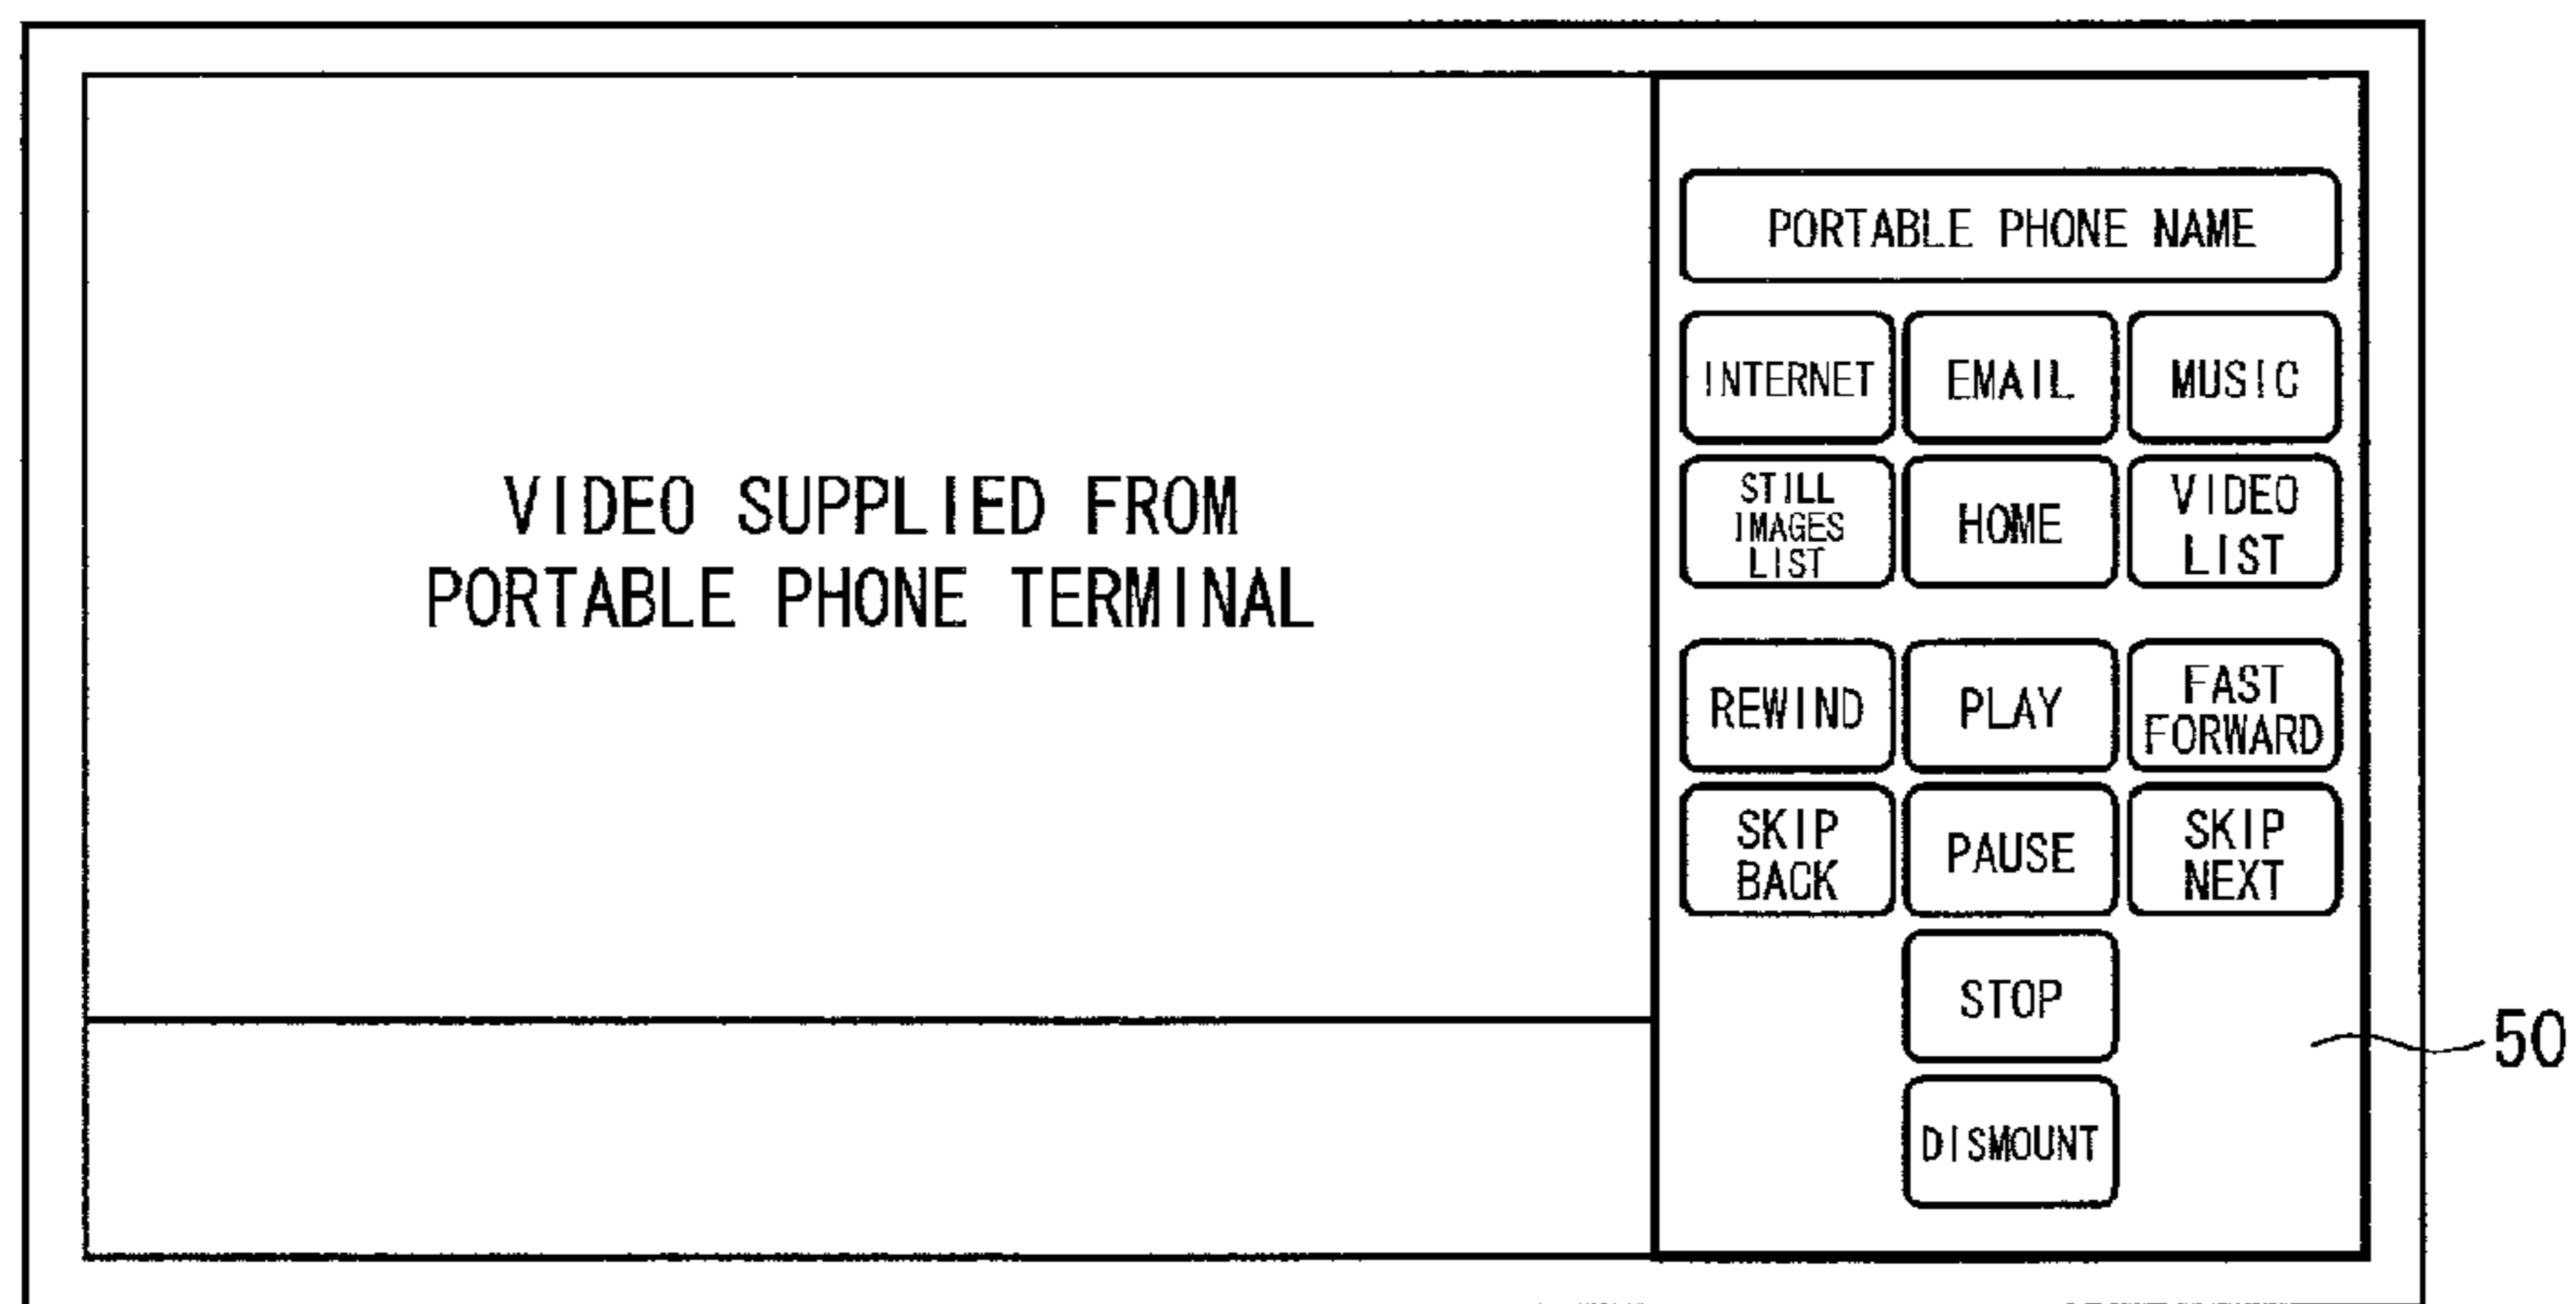 VIDEO SUPPLIED FROM
PORTABLE PHONE TERMINAL
PORTABLE PHONE NAME
INTERNET
EMAIL
MUSIC
STILL
IMAGES
LIST
HOME
VIDEO
LIST
REWIND
PLAY
FAST
FORWARD
SKIP
BACK
PAUSE
SKIP
NEXT
STOP
DISMOUNT
50